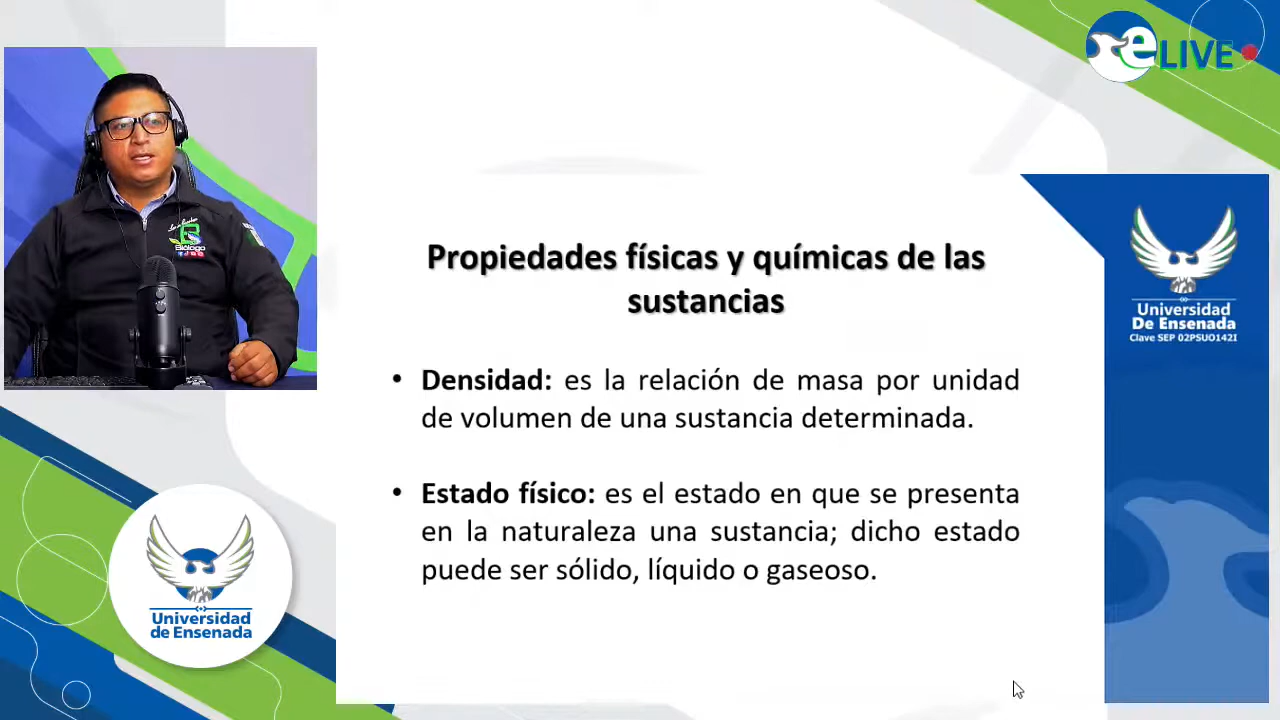 eLIVE
Biólogo
Propiedades físicas y químicas de las
sustancias
• Densidad: es la relación de masa por unidad
de volumen de una sustancia determinada.
• Estado físico: es el estado en que se presenta
en la naturaleza una sustancia; dicho estado
puede ser sólido, líquido o gaseoso.
Universidad
De Ensenada
Clave SEP 02PSU0142I
Universidad
de Ensenada